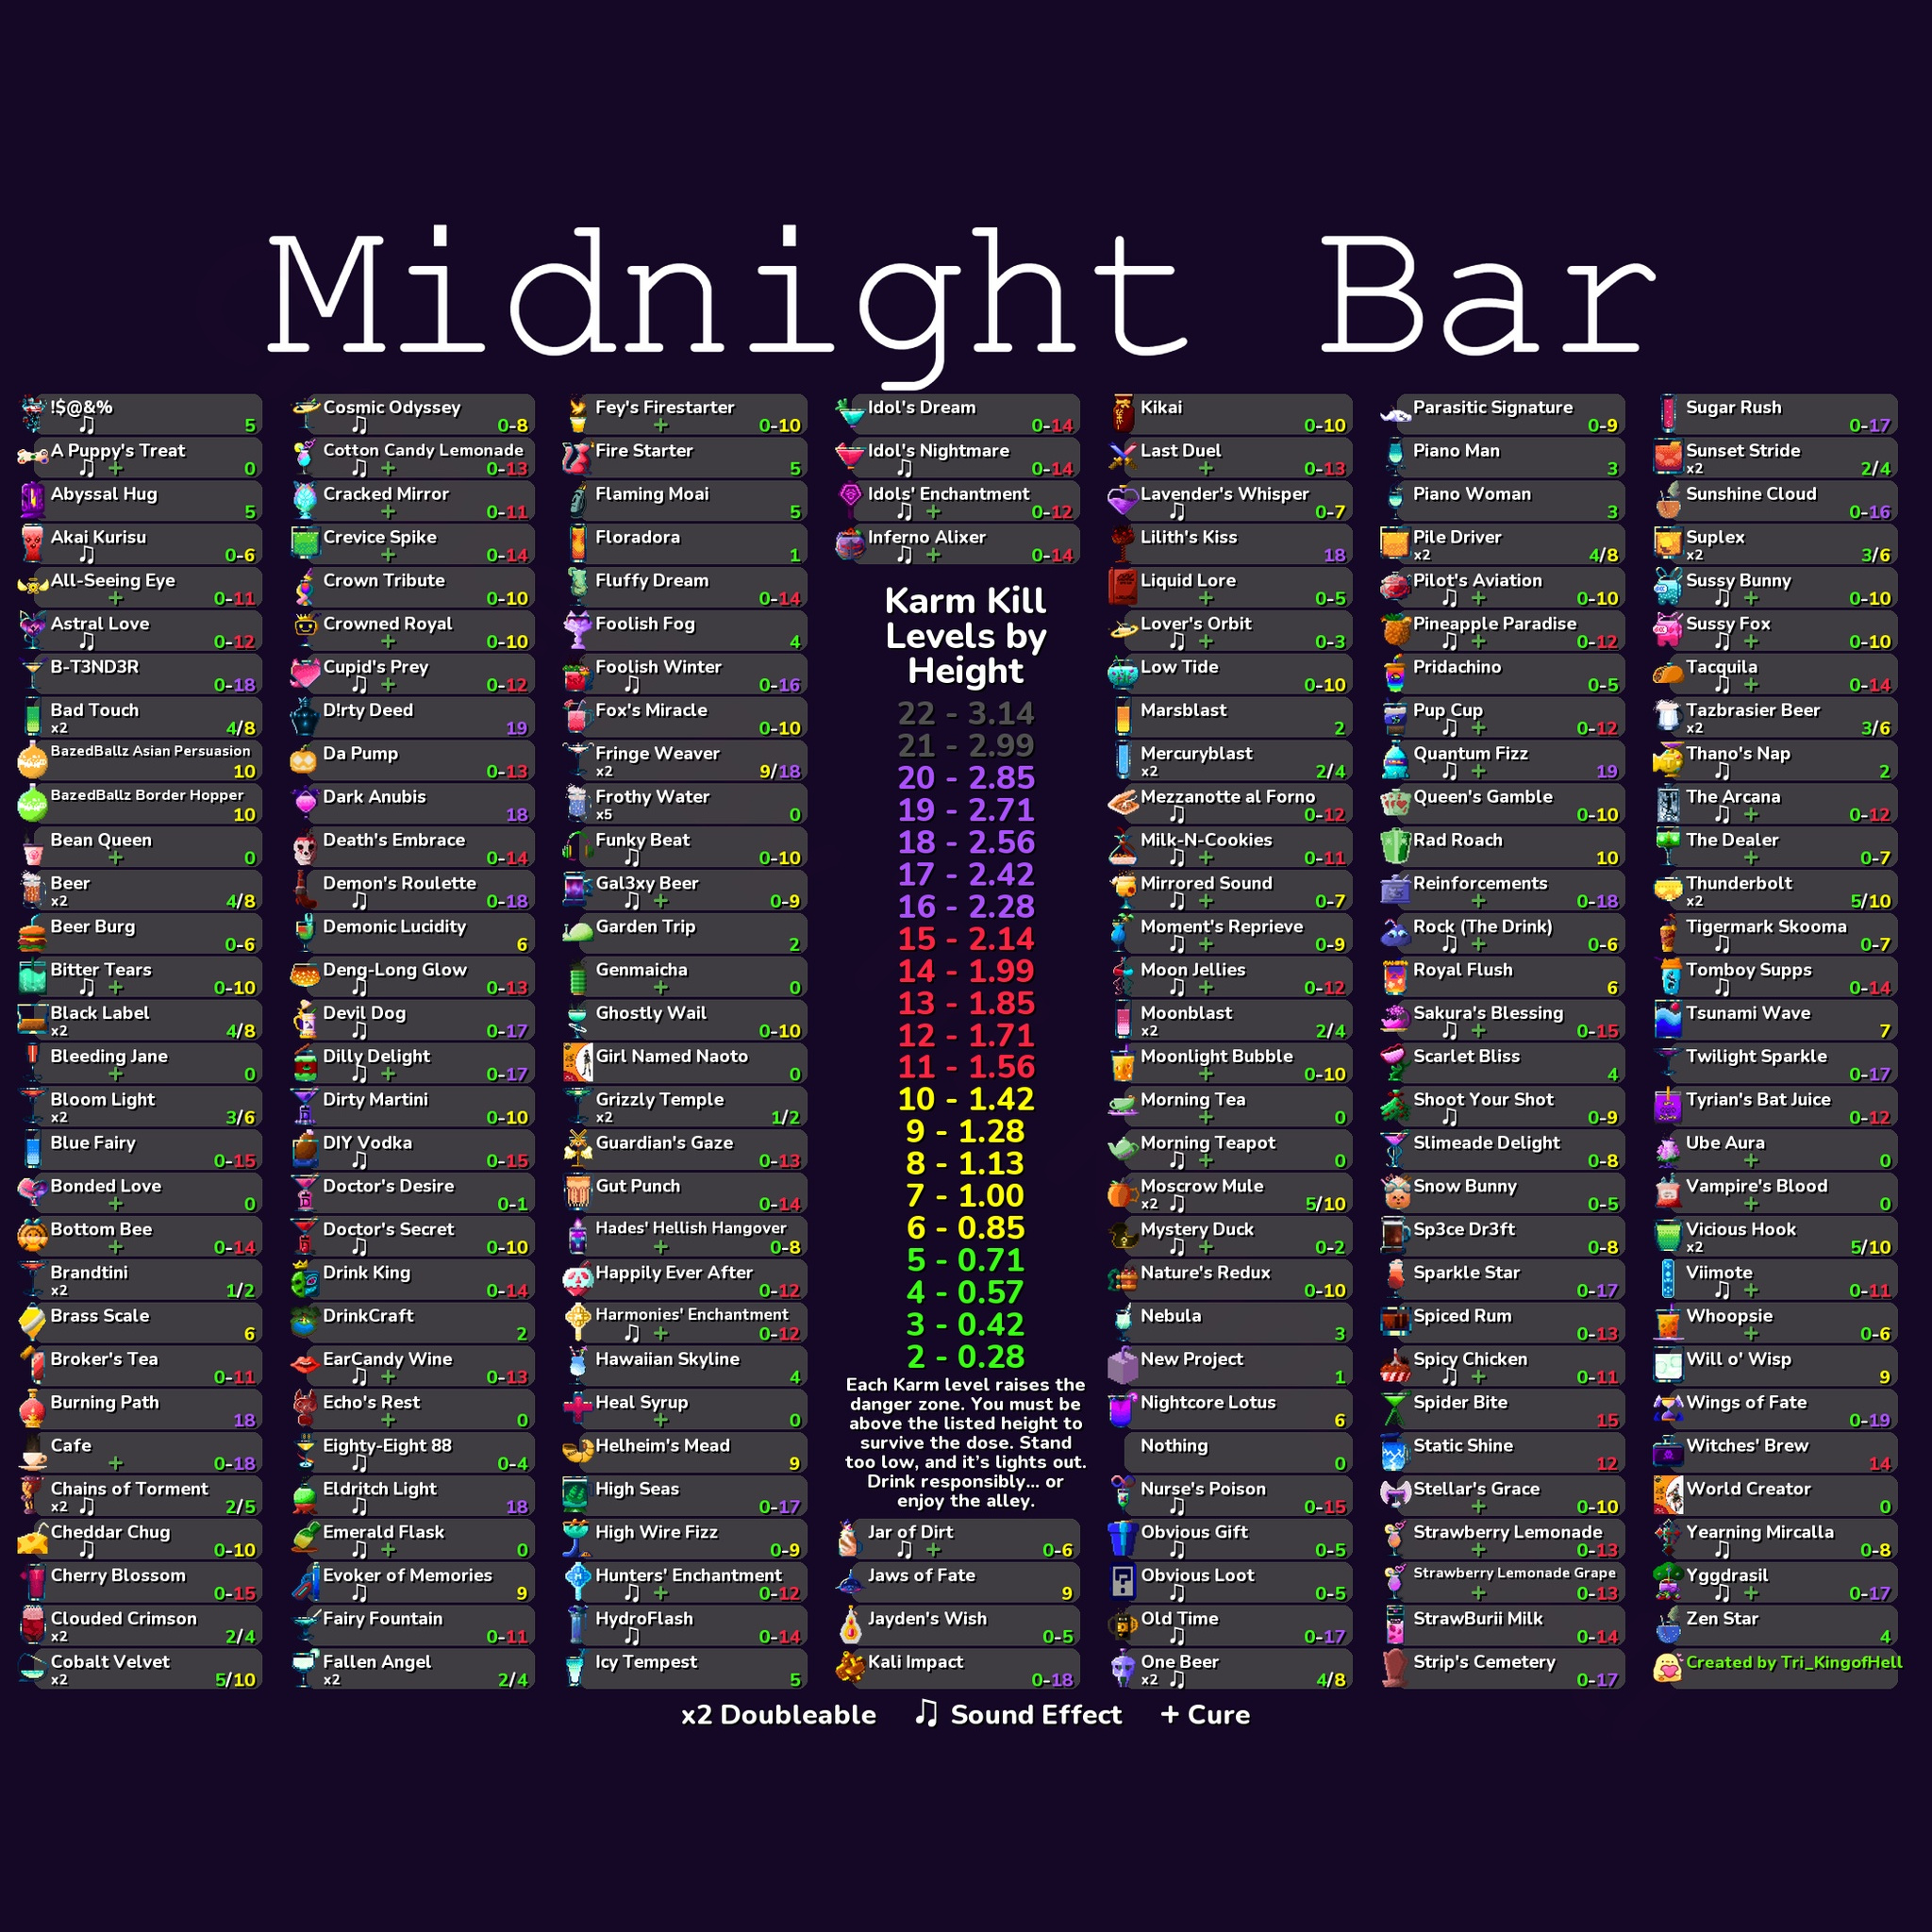 Midnight Bar
!$@&%
♫ 5
A Puppy's Treat
♫ + 0
Abyssal Hug
5
Akai Kurisu
♫ 0-6
All-Seeing Eye
+ 0-11
Astral Love
♫ 0-12
B-T3ND3R
0-18
Bad Touch
x2 4/8
BazedBallz Asian Persuasion
10
BazedBallz Border Hopper
10
Bean Queen
+ 0
Beer
x2 4/8
Beer Burg
0-6
Bitter Tears
♫ + 0-10
Black Label
x2 4/8
Bleeding Jane
+ 0
Bloom Light
x2 3/6
Blue Fairy
0-15
Bonded Love
+ 0
Bottom Bee
+ 0-14
Brandtini
x2 1/2
Brass Scale
6
Broker's Tea
0-11
Burning Path
18
Cafe
+ 0-18
Chains of Torment
x2 ♫ 2/5
Cheddar Chug
♫ 0-10
Cherry Blossom
0-15
Clouded Crimson
x2 2/4
Cobalt Velvet
x2 5/10
Cosmic Odyssey
♫ 0-8
Cotton Candy Lemonade
♫ + 0-13
Cracked Mirror
+ 0-11
Crevice Spike
+ 0-14
Crown Tribute
0-10
Crowned Royal
+ 0-10
Cupid's Prey
♫ + 0-12
D!rty Deed
19
Da Pump
0-13
Dark Anubis
18
Death's Embrace
0-14
Demon's Roulette
♫ 0-18
Demonic Lucidity
6
Deng-Long Glow
♫ 0-13
Devil Dog
♫ 0-17
Dilly Delight
♫ + 0-17
Dirty Martini
0-10
DIY Vodka
♫ 0-15
Doctor's Desire
0-1
Doctor's Secret
♫ 0-10
Drink King
0-14
DrinkCraft
2
EarCandy Wine
♫ + 0-13
Echo's Rest
+ 0
Eighty-Eight 88
♫ 0-4
Eldritch Light
♫ 18
Emerald Flask
♫ + 0
Evoker of Memories
♫ 9
Fairy Fountain
0-11
Fallen Angel
x2 2/4
Fey's Firestarter
+ 0-10
Fire Starter
5
Flaming Moai
5
Floradora
1
Fluffy Dream
0-14
Foolish Fog
4
Foolish Winter
♫ 0-16
Fox's Miracle
0-10
Fringe Weaver
x2 9/18
Frothy Water
x5 0
Funky Beat
♫ 0-10
Gal3xy Beer
♫ + 0-9
Garden Trip
2
Genmaicha
+ 0
Ghostly Wail
0-10
Girl Named Naoto
0
Grizzly Temple
x2 1/2
Guardian's Gaze
0-13
Gut Punch
0-14
Hades' Hellish Hangover
+ 0-8
Happily Ever After
0-12
Harmonies' Enchantment
♫ + 0-12
Hawaiian Skyline
4
Heal Syrup
+ 0
Helheim's Mead
9
High Seas
0-17
High Wire Fizz
0-9
Hunters' Enchantment
♫ + 0-12
HydroFlash
♫ 0-14
Icy Tempest
5
Idol's Dream
0-14
Idol's Nightmare
♫ 0-14
Idols' Enchantment
♫ + 0-12
Inferno Alixer
♫ + 0-14
Karm Kill
Levels by
Height
22 - 3.14
21 - 2.99
20 - 2.85
19 - 2.71
18 - 2.56
17 - 2.42
16 - 2.28
15 - 2.14
14 - 1.99
13 - 1.85
12 - 1.71
11 - 1.56
10 - 1.42
9 - 1.28
8 - 1.13
7 - 1.00
6 - 0.85
5 - 0.71
4 - 0.57
3 - 0.42
2 - 0.28
Each Karm level raises the
danger zone. You must be
above the listed height to
survive the dose. Stand
too low, and it's lights out.
Drink responsibly... or
enjoy the alley.
Jar of Dirt
♫ + 0-6
Jaws of Fate
9
Jayden's Wish
0-5
Kali Impact
0-18
Kikai
0-10
Last Duel
+ 0-13
Lavender's Whisper
♫ 0-7
Lilith's Kiss
18
Liquid Lore
+ 0-5
Lover's Orbit
♫ + 0-3
Low Tide
0-10
Marsblast
2
Mercuryblast
x2 2/4
Mezzanotte al Forno
♫ 0-12
Milk-N-Cookies
♫ + 0-11
Mirrored Sound
♫ + 0-7
Moment's Reprieve
♫ + 0-9
Moon Jellies
♫ + 0-12
Moonblast
x2 2/4
Moonlight Bubble
+ 0-10
Morning Tea
+ 0
Morning Teapot
♫ + 0
Moscrow Mule
x2 ♫ 5/10
Mystery Duck
♫ + 0-2
Nature's Redux
0-10
Nebula
3
New Project
1
Nightcore Lotus
6
Nothing
0
Nurse's Poison
♫ 0-15
Obvious Gift
♫ 0-5
Obvious Loot
♫ 0-5
Old Time
♫ 0-17
One Beer
x2 ♫ 4/8
Parasitic Signature
0-9
Piano Man
3
Piano Woman
3
Pile Driver
x2 4/8
Pilot's Aviation
♫ + 0-10
Pineapple Paradise
♫ + 0-12
Pridachino
0-5
Pup Cup
♫ + 0-12
Quantum Fizz
♫ + 19
Queen's Gamble
0-10
Rad Roach
10
Reinforcements
+ 0-18
Rock (The Drink)
♫ + 0-6
Royal Flush
6
Sakura's Blessing
♫ + 0-15
Scarlet Bliss
4
Shoot Your Shot
♫ 0-9
Slimeade Delight
0-8
Snow Bunny
0-5
Sp3ce Dr3ft
0-8
Sparkle Star
0-17
Spiced Rum
0-13
Spicy Chicken
♫ + 0-11
Spider Bite
15
Static Shine
12
Stellar's Grace
+ 0-10
Strawberry Lemonade
+ 0-13
Strawberry Lemonade Grape
+ 0-13
StrawBurii Milk
0-14
Strip's Cemetery
0-17
Sugar Rush
0-17
Sunset Stride
x2 2/4
Sunshine Cloud
0-16
Suplex
x2 3/6
Sussy Bunny
♫ + 0-10
Sussy Fox
♫ + 0-10
Tacquila
♫ + 0-14
Tazbrasier Beer
x2 3/6
Thano's Nap
♫ 2
The Arcana
♫ + 0-12
The Dealer
+ 0-7
Thunderbolt
x2 5/10
Tigermark Skooma
♫ 0-7
Tomboy Supps
♫ 0-14
Tsunami Wave
7
Twilight Sparkle
0-17
Tyrian's Bat Juice
0-12
Ube Aura
+ 0
Vampire's Blood
+ 0
Vicious Hook
x2 5/10
Viimote
♫ + 0-11
Whoopsie
+ 0-6
Will o' Wisp
9
Wings of Fate
0-19
Witches' Brew
14
World Creator
0
Yearning Mircalla
♫ 0-8
Yggdrasil
♫ + 0-17
Zen Star
4
Created by Tri_KingofHell
x2 Doubleable ♫ Sound Effect + Cure